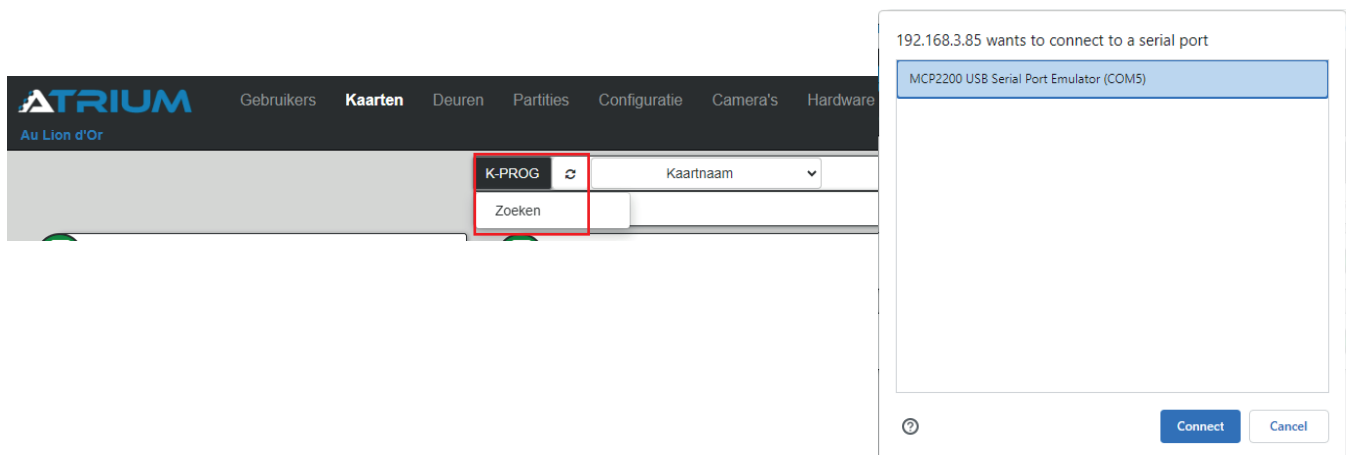 ATRIUM
Gebruikers Kaarten Deuren Partities Configuratie Camera's Hardware
Au Lion d'Or
K-PROG Kaartnaam
Zoeken
192.168.3.85 wants to connect to a serial port
MCP2200 USB Serial Port Emulator (COM5)
Connect Cancel